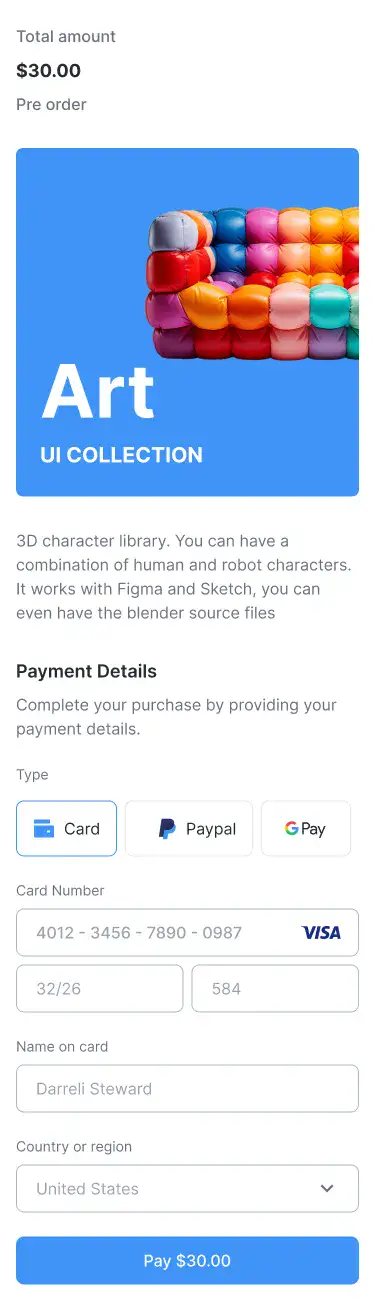 Total amount
$30.00
Pre order
Art
UI COLLECTION
3D character library. You can have a
combination of human and robot characters.
It works with Figma and Sketch, you can
even have the blender source files
Payment Details
Complete your purchase by providing your
payment details.
Type
Card Paypal G Pay
Card Number
4012 - 3456 - 7890 - 0987 VISA
32/26 584
Name on card
Darreli Steward
Country or region
United States
Pay $30.00